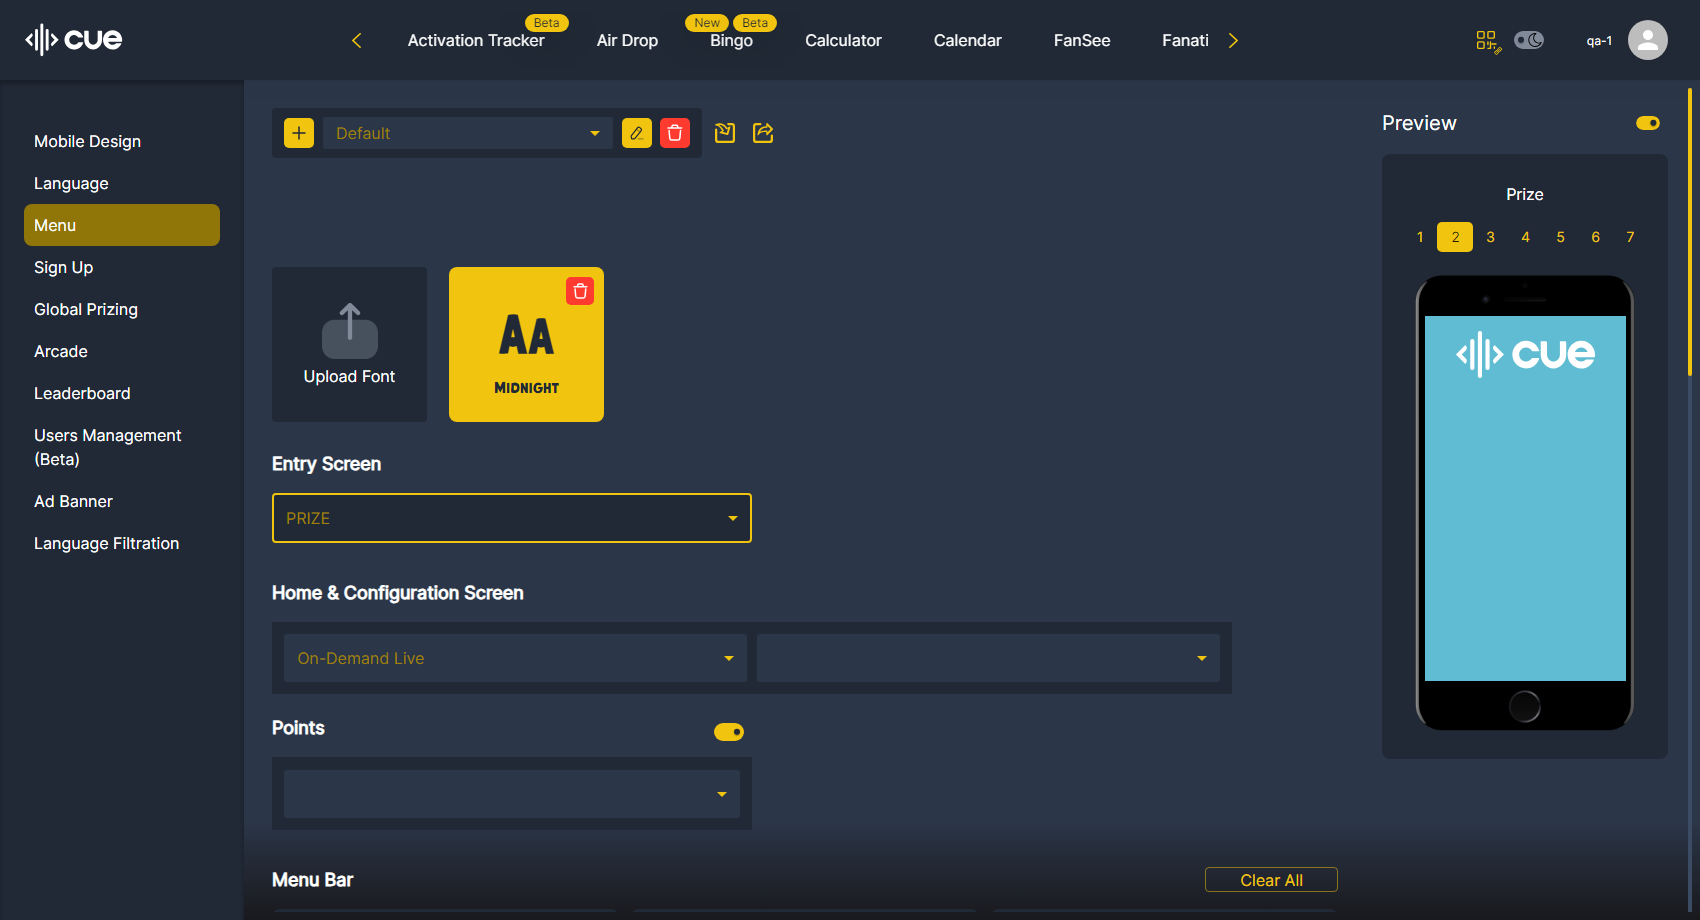 cue
Beta
New
Beta
Activation Tracker
Air Drop
Bingo
Calculator
Calendar
FanSee
Fanati
qa-1
Mobile Design
Language
Menu
Sign Up
Global Prizing
Arcade
Leaderboard
Users Management
(Beta)
Ad Banner
Language Filtration
Default
Upload Font
AA
MIDNIGHT
Entry Screen
PRIZE
Home & Configuration Screen
On-Demand Live
Points
Menu Bar
Clear All
Preview
Prize
1 2 3 4 5 6 7
cue